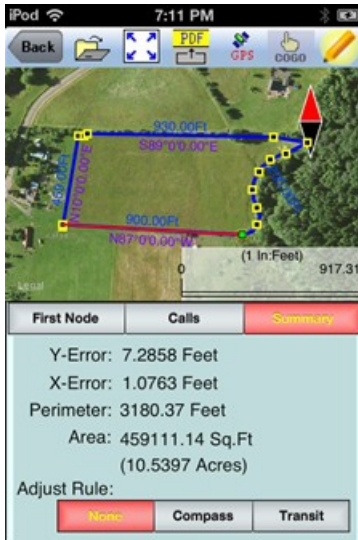 iPod 7:11 PM
Back PDF GPS COGO
930.00Ft
S89°0'0.00"E
459.00Ft
N10°0'0.00"E
900.00Ft
N87°0'0.00"W
(1 In:Feet)
0 917.31
Legal
First Node Calls Summary
Y-Error: 7.2858 Feet
X-Error: 1.0763 Feet
Perimeter: 3180.37 Feet
Area: 459111.14 Sq.Ft
(10.5397 Acres)
Adjust Rule:
None Compass Transit